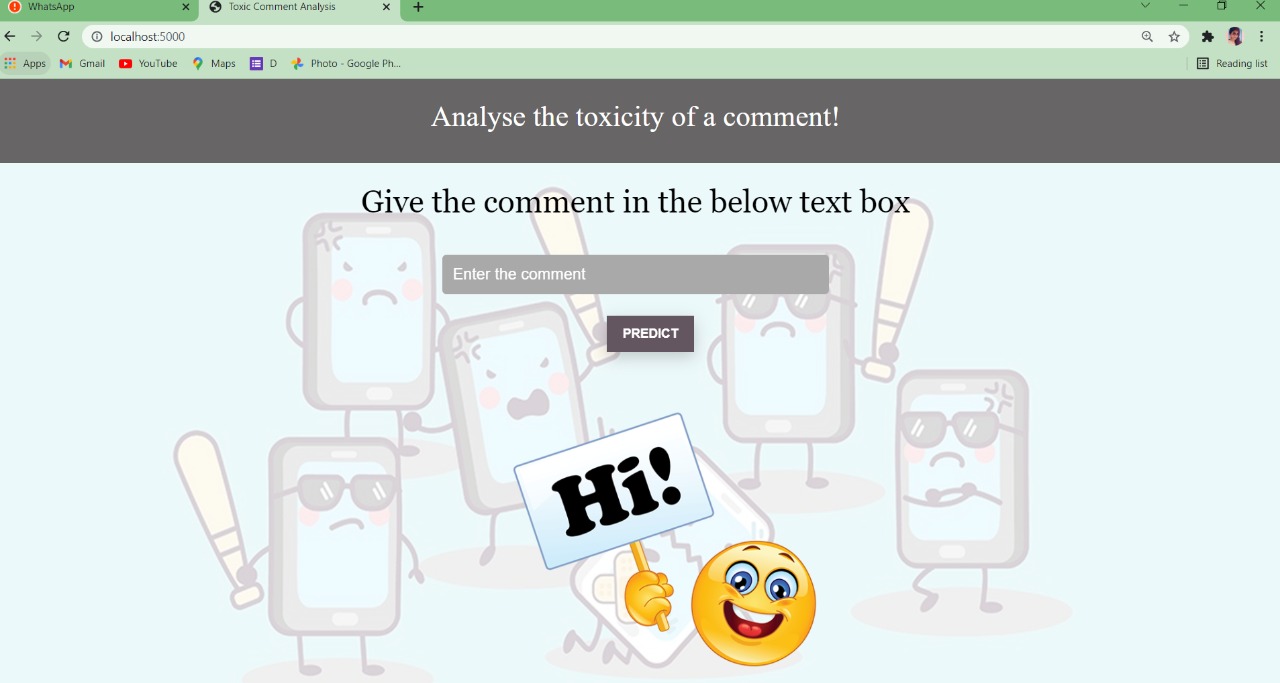 WhatsApp
Toxic Comment Analysis
localhost:5000
Apps
Gmail
YouTube
Maps
D
Photo - Google Ph...
Reading list
Analyse the toxicity of a comment!
Give the comment in the below text box
Enter the comment
PREDICT
Hi!